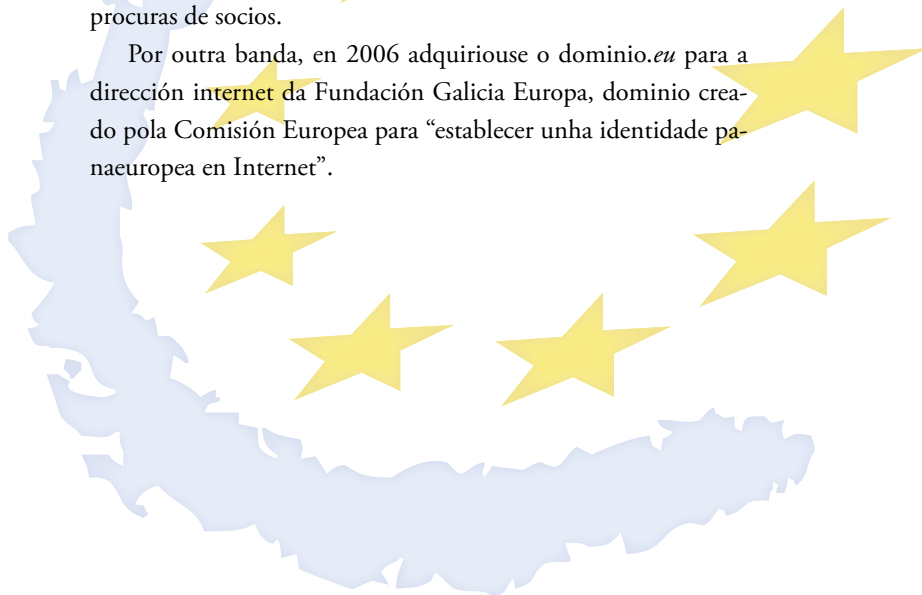 procuras de socios.
Por outra banda, en 2006 adquiriouse o dominio.eu para a
dirección internet da Fundación Galicia Europa, dominio crea-
do pola Comisión Europea para “establecer unha identidade pa-
naeuropea en Internet”.